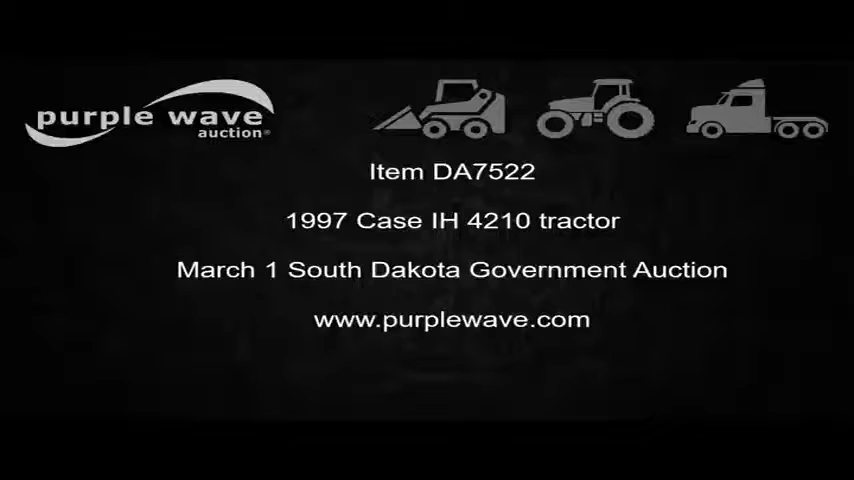 purple wave
auction®
Item DA7522
1997 Case IH 4210 tractor
March 1 South Dakota Government Auction
www.purplewave.com